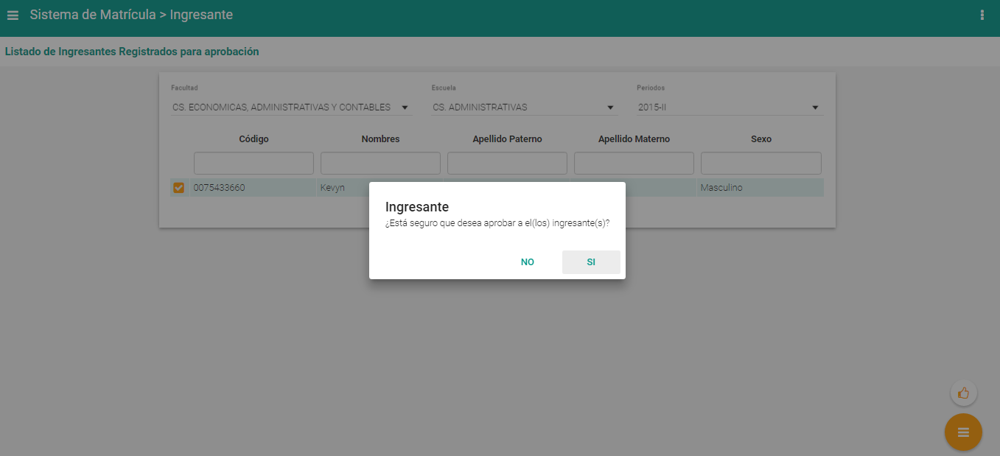 Sistema de Matrícula > Ingresante
Listado de Ingresantes Registrados para aprobación
Facultad Escuela Periodos
CS. ECONOMICAS, ADMINISTRATIVAS Y CONTABLES CS. ADMINISTRATIVAS 2015-II
Código Nombres Apellido Paterno Apellido Materno Sexo
0075433660 Kevyn Masculino
Ingresante
¿Está seguro que desea aprobar a el(los) ingresante(s)?
NO SI